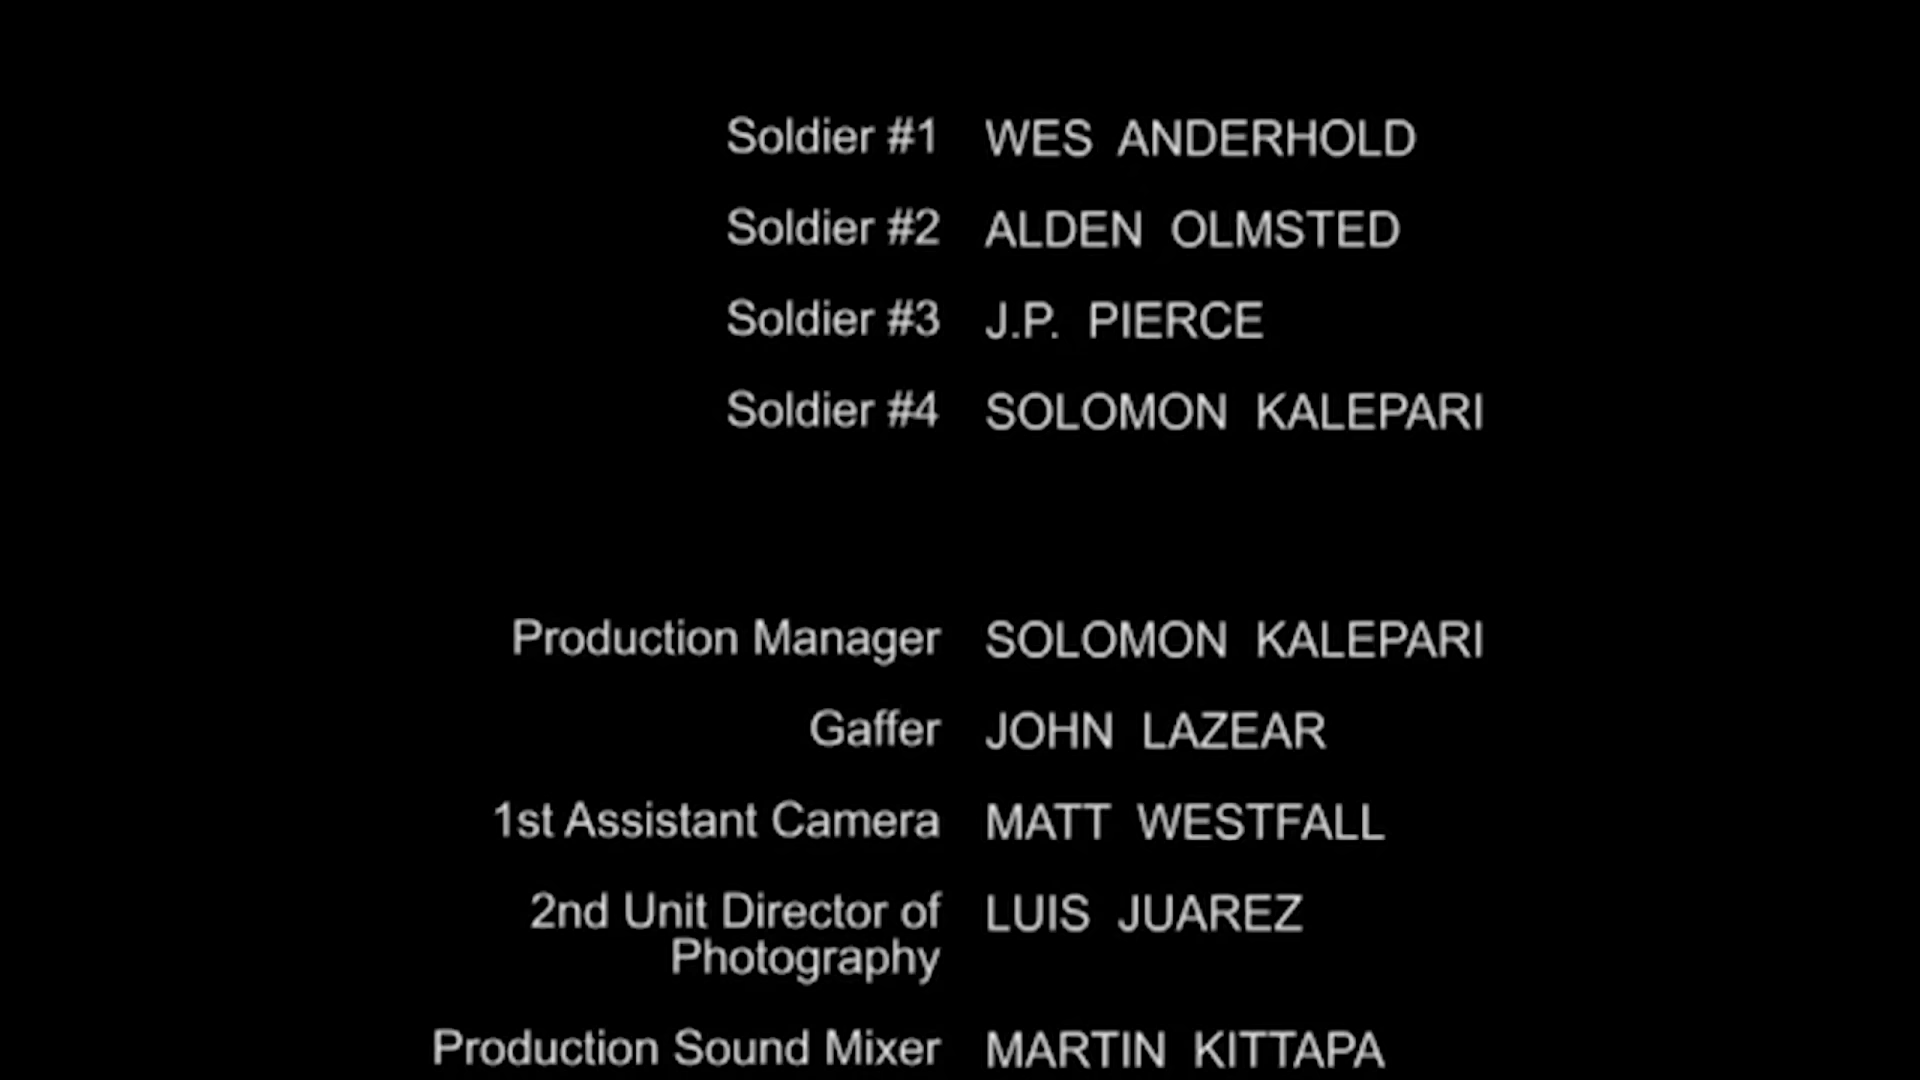 Soldier #1 WES ANDERHOLD
Soldier #2 ALDEN OLMSTED
Soldier #3 J.P. PIERCE
Soldier #4 SOLOMON KALEPARI
Production Manager SOLOMON KALEPARI
Gaffer JOHN LAZEAR
1st Assistant Camera MATT WESTFALL
2nd Unit Director of LUIS JUAREZ
Photography
Production Sound Mixer MARTIN KITTAPA